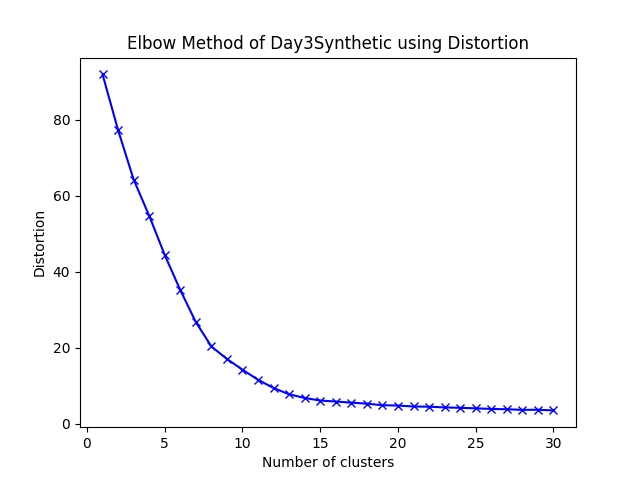 Elbow Method of Day3Synthetic using Distortion
80
60
40
20
0
Distortion
0 5 10 15 20 25 30
Number of clusters